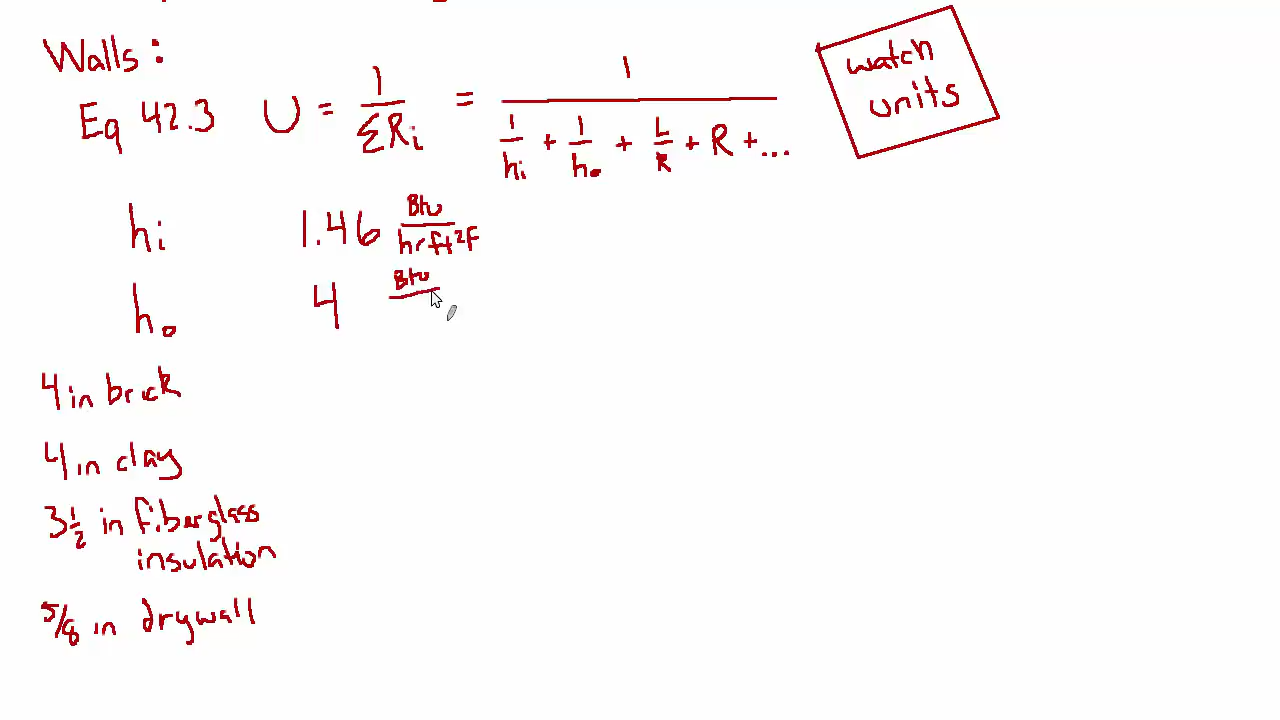 Walls:
watch
units
Eq 42.3 U = 1/ΣRi = 1/(1/hi + 1/ho + L/k + R + ...)
hi 1.46 Btu/hr ft²F
ho 4 Btu
4 in brick
4 in clay
3 1/2 in fiberglass
insulation
5/8 in drywall